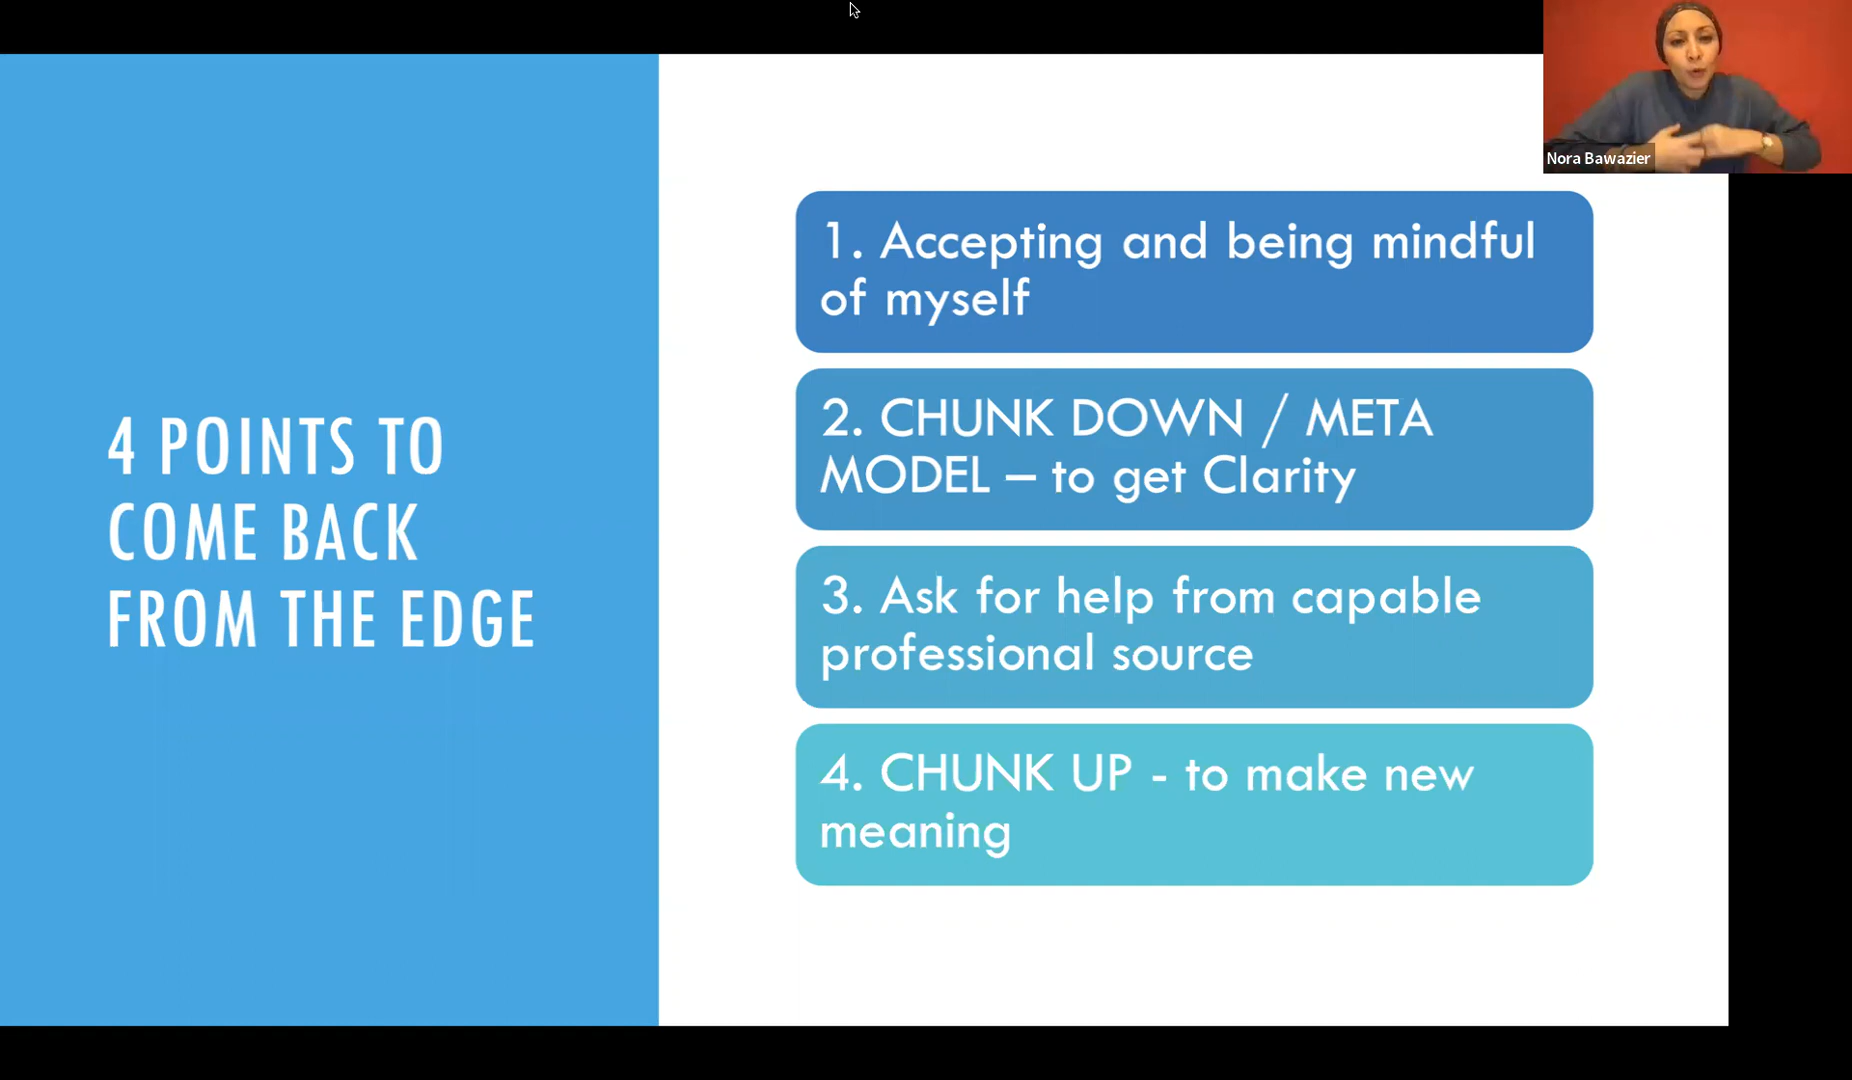 4 POINTS TO
COME BACK
FROM THE EDGE
1. Accepting and being mindful
of myself
2. CHUNK DOWN / META
MODEL – to get Clarity
3. Ask for help from capable
professional source
4. CHUNK UP - to make new
meaning
Nora Bawazier